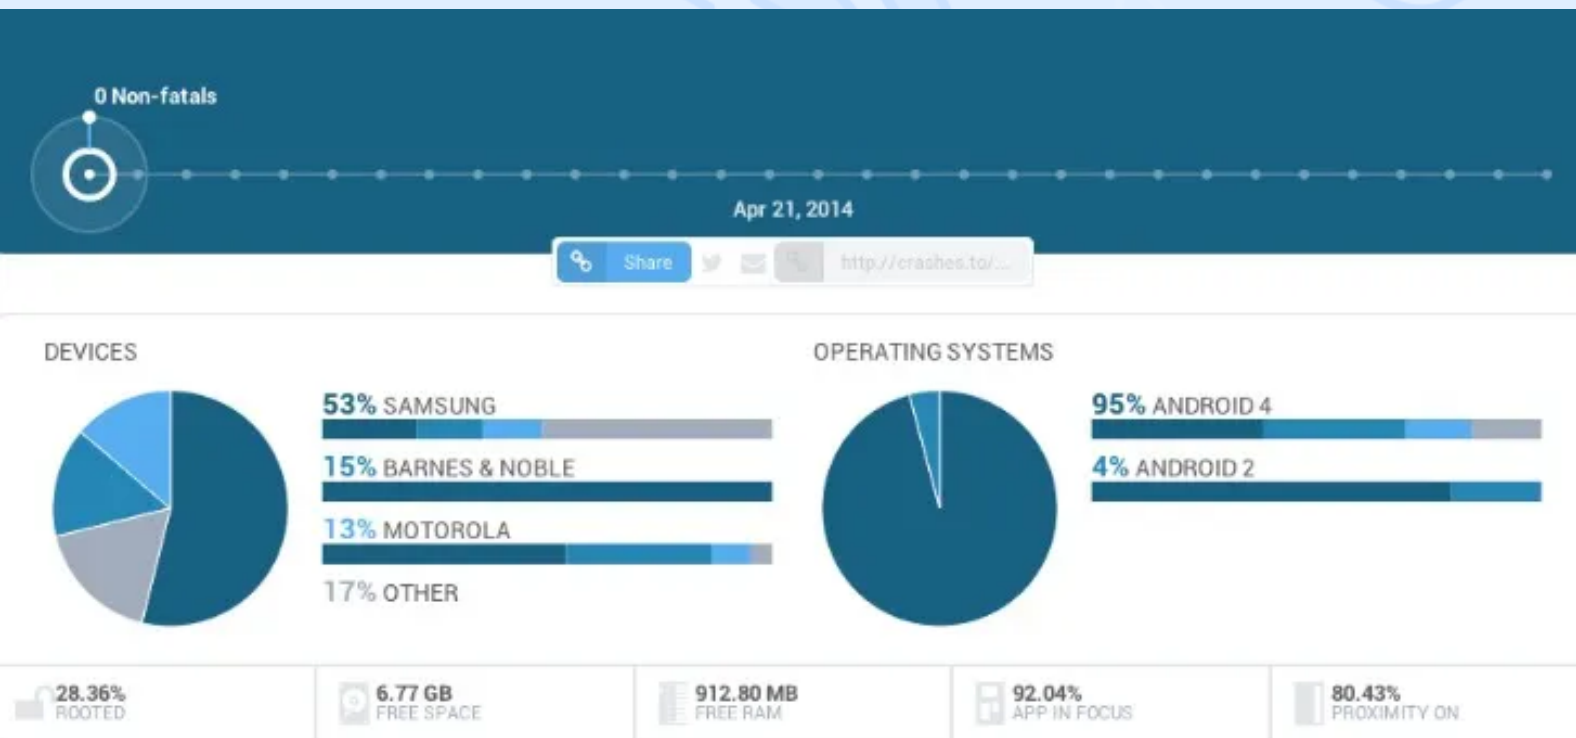 0 Non-fatals
Apr 21, 2014
Share
http://crashes.to/...
DEVICES
53% SAMSUNG
15% BARNES & NOBLE
13% MOTOROLA
17% OTHER
OPERATING SYSTEMS
95% ANDROID 4
4% ANDROID 2
28.36%
ROOTED
6.77 GB
FREE SPACE
912.80 MB
FREE RAM
92.04%
APP IN FOCUS
80.43%
PROXIMITY ON